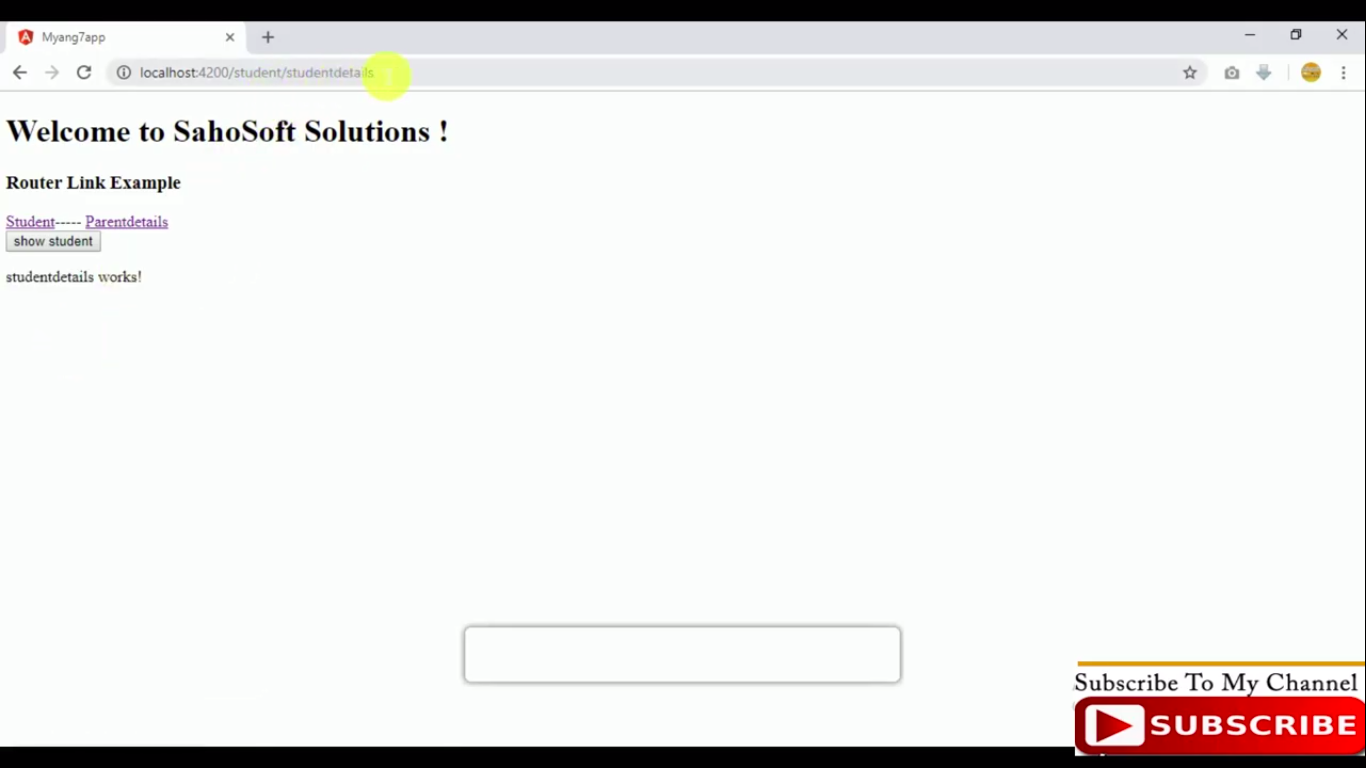 Myang7app
localhost:4200/student/studentdetails
Welcome to SahoSoft Solutions !
Router Link Example
Student----- Parentdetails
show student
studentdetails works!
Subscribe To My Channel
SUBSCRIBE